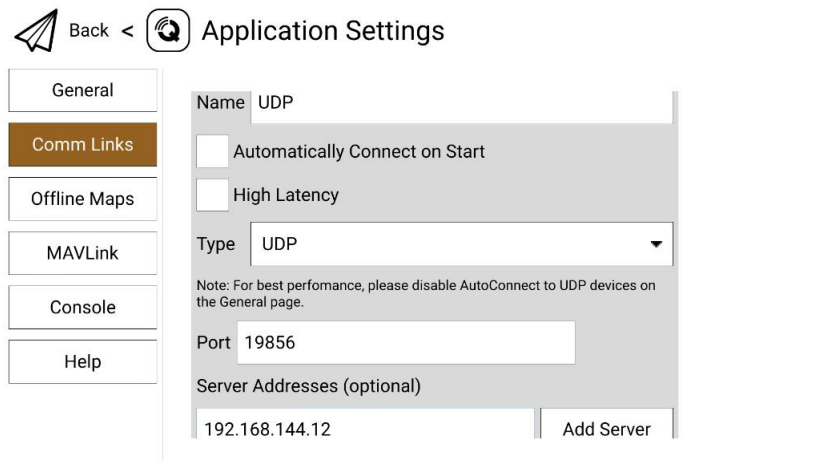 Back < Application Settings
General
Comm Links
Offline Maps
MAVLink
Console
Help
Name UDP
Automatically Connect on Start
High Latency
Type UDP
Note: For best perfomance, please disable AutoConnect to UDP devices on
the General page.
Port 19856
Server Addresses (optional)
192.168.144.12 Add Server